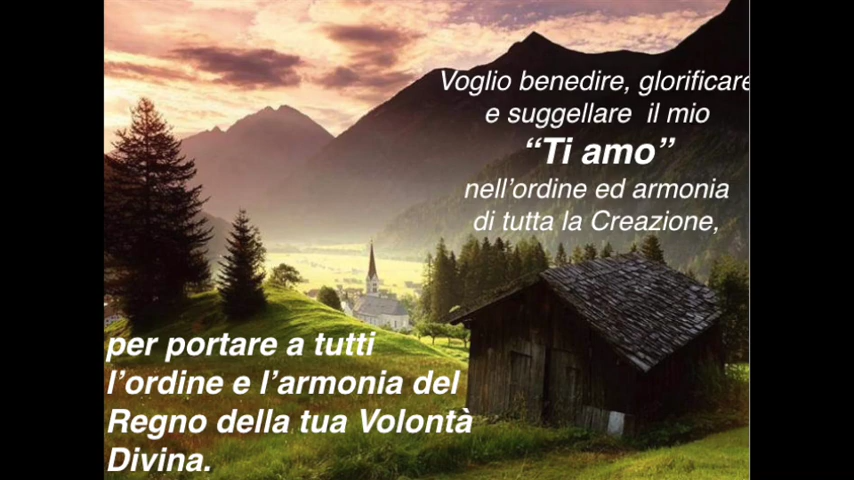 Voglio benedire, glorificare
e suggellare il mio
“Ti amo”
nell’ordine ed armonia
di tutta la Creazione,
per portare a tutti
l’ordine e l’armonia del
Regno della tua Volontà
Divina.